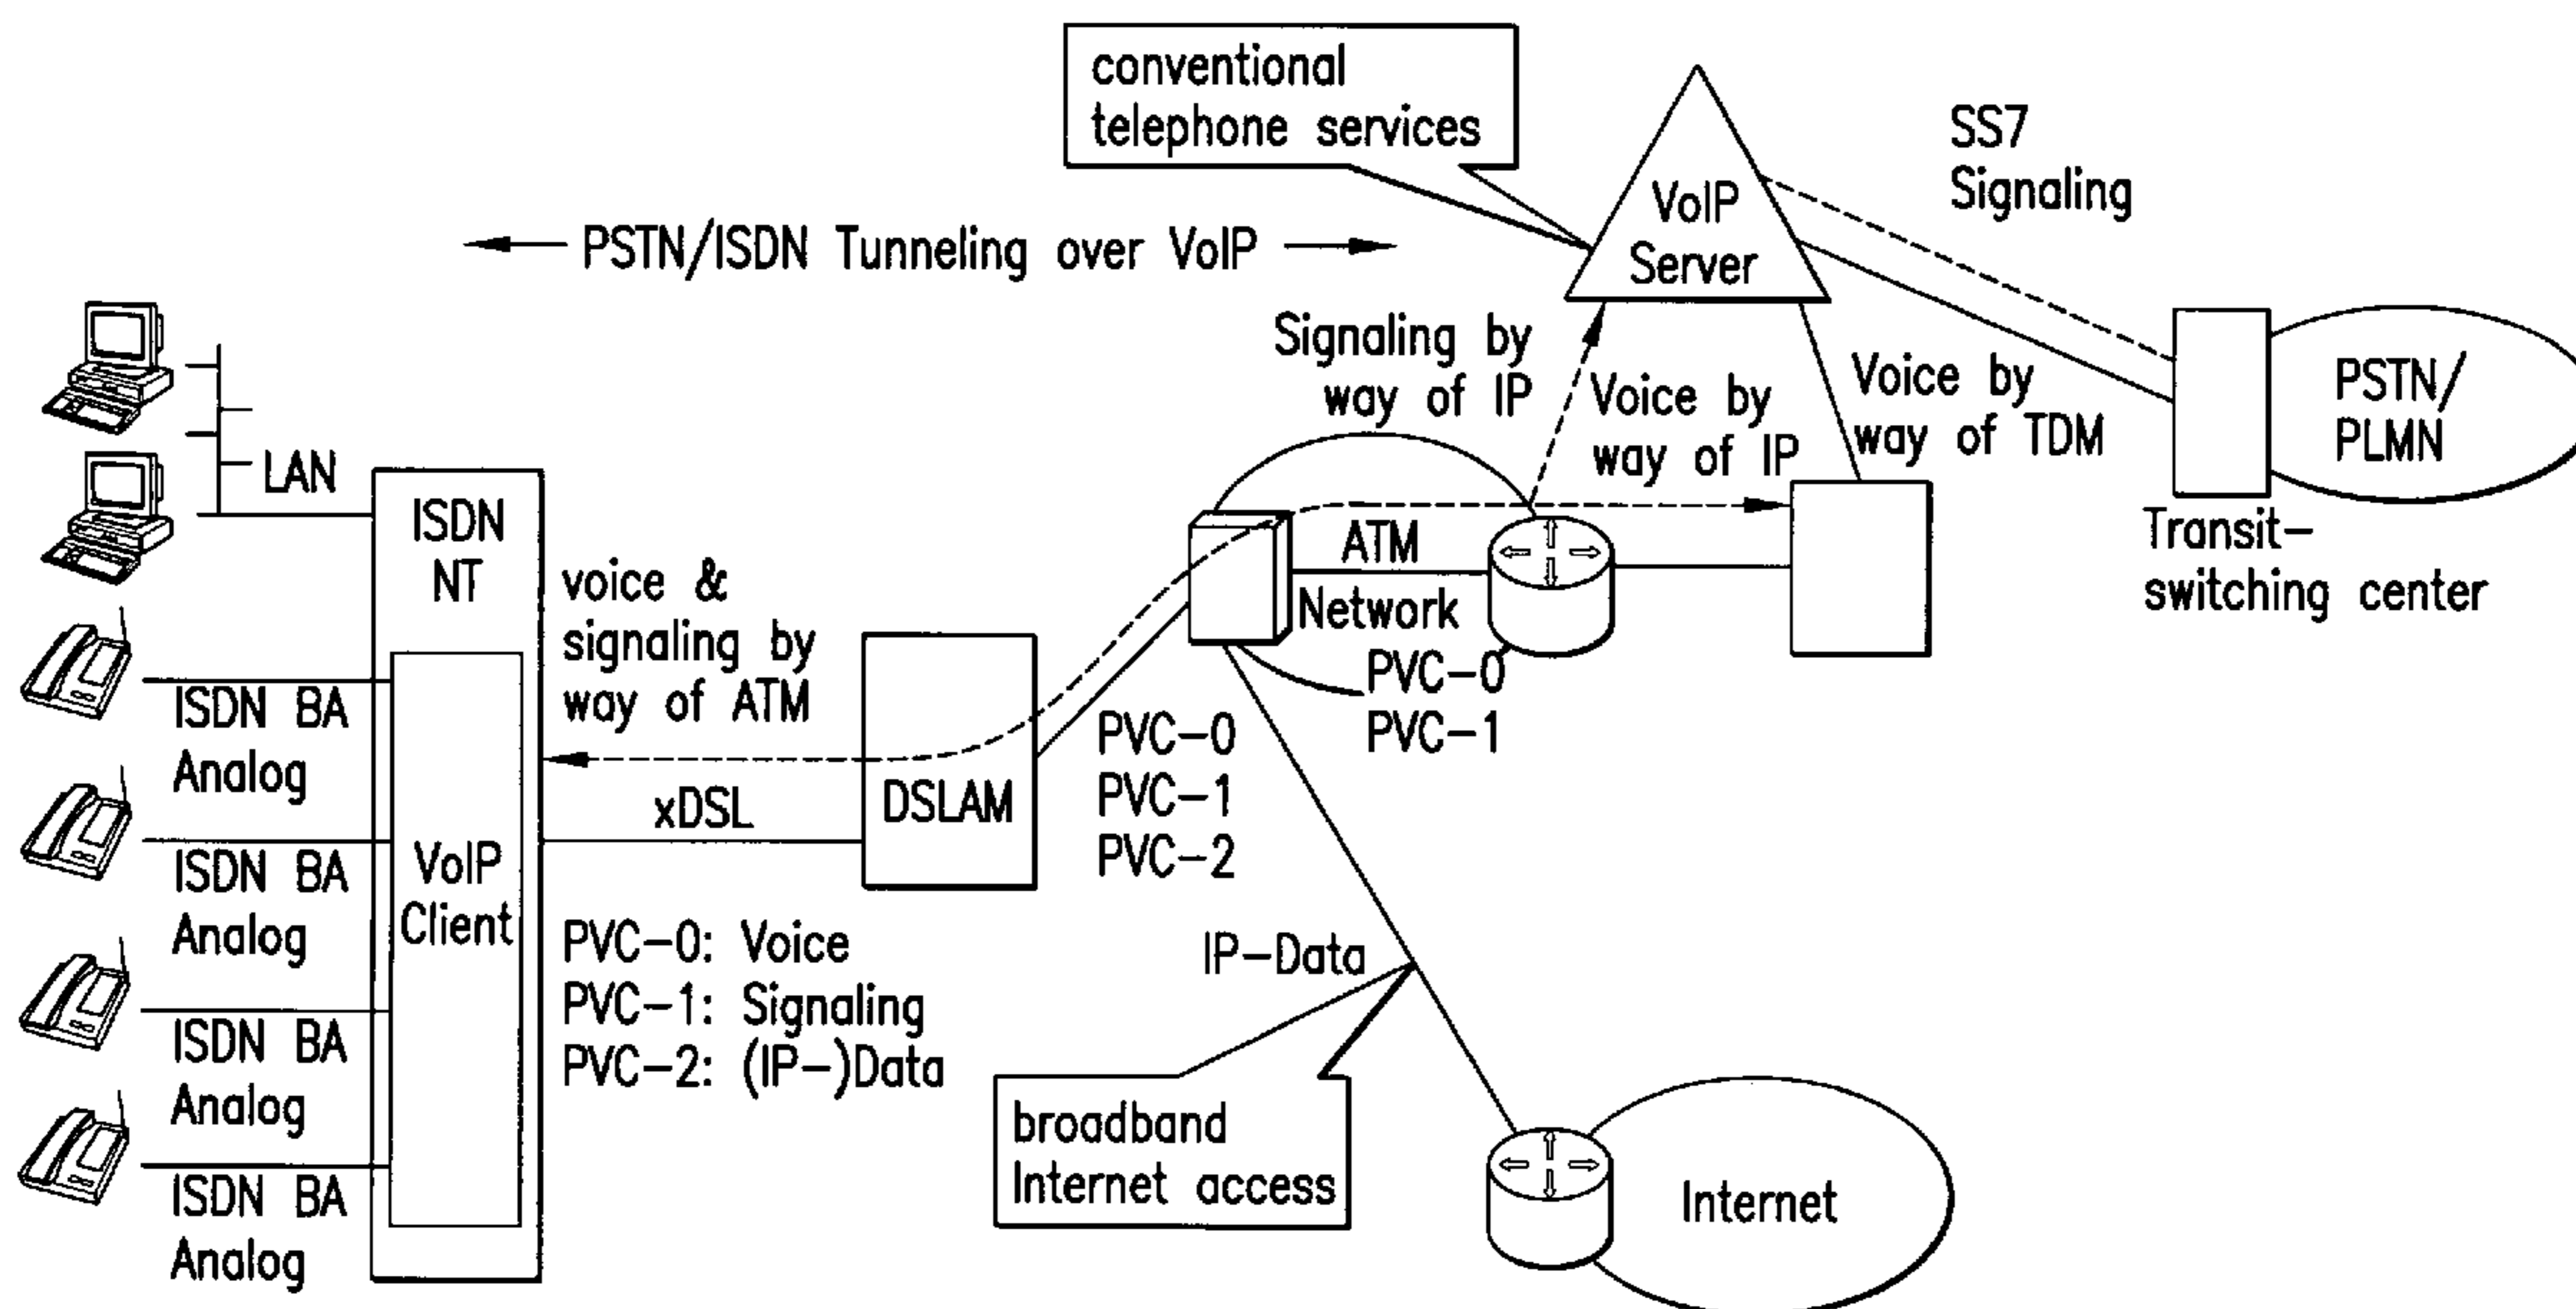 conventional
telephone services
VoIP
Server
SS7
Signaling
PSTN/ISDN Tunneling over VoIP
Signaling by
way of IP
Voice by
way of IP
Voice by
way of TDM
PSTN/
PLMN
Transit-
switching center
LAN
ISDN
NT
voice &
signaling by
way of ATM
ATM
Network
PVC-0
PVC-1
ISDN BA
Analog
ISDN BA
Analog
ISDN BA
Analog
ISDN BA
Analog
VoIP
Client
xDSL
DSLAM
PVC-0
PVC-1
PVC-2
PVC-0: Voice
PVC-1: Signaling
PVC-2: (IP-)Data
IP-Data
broadband
Internet access
Internet